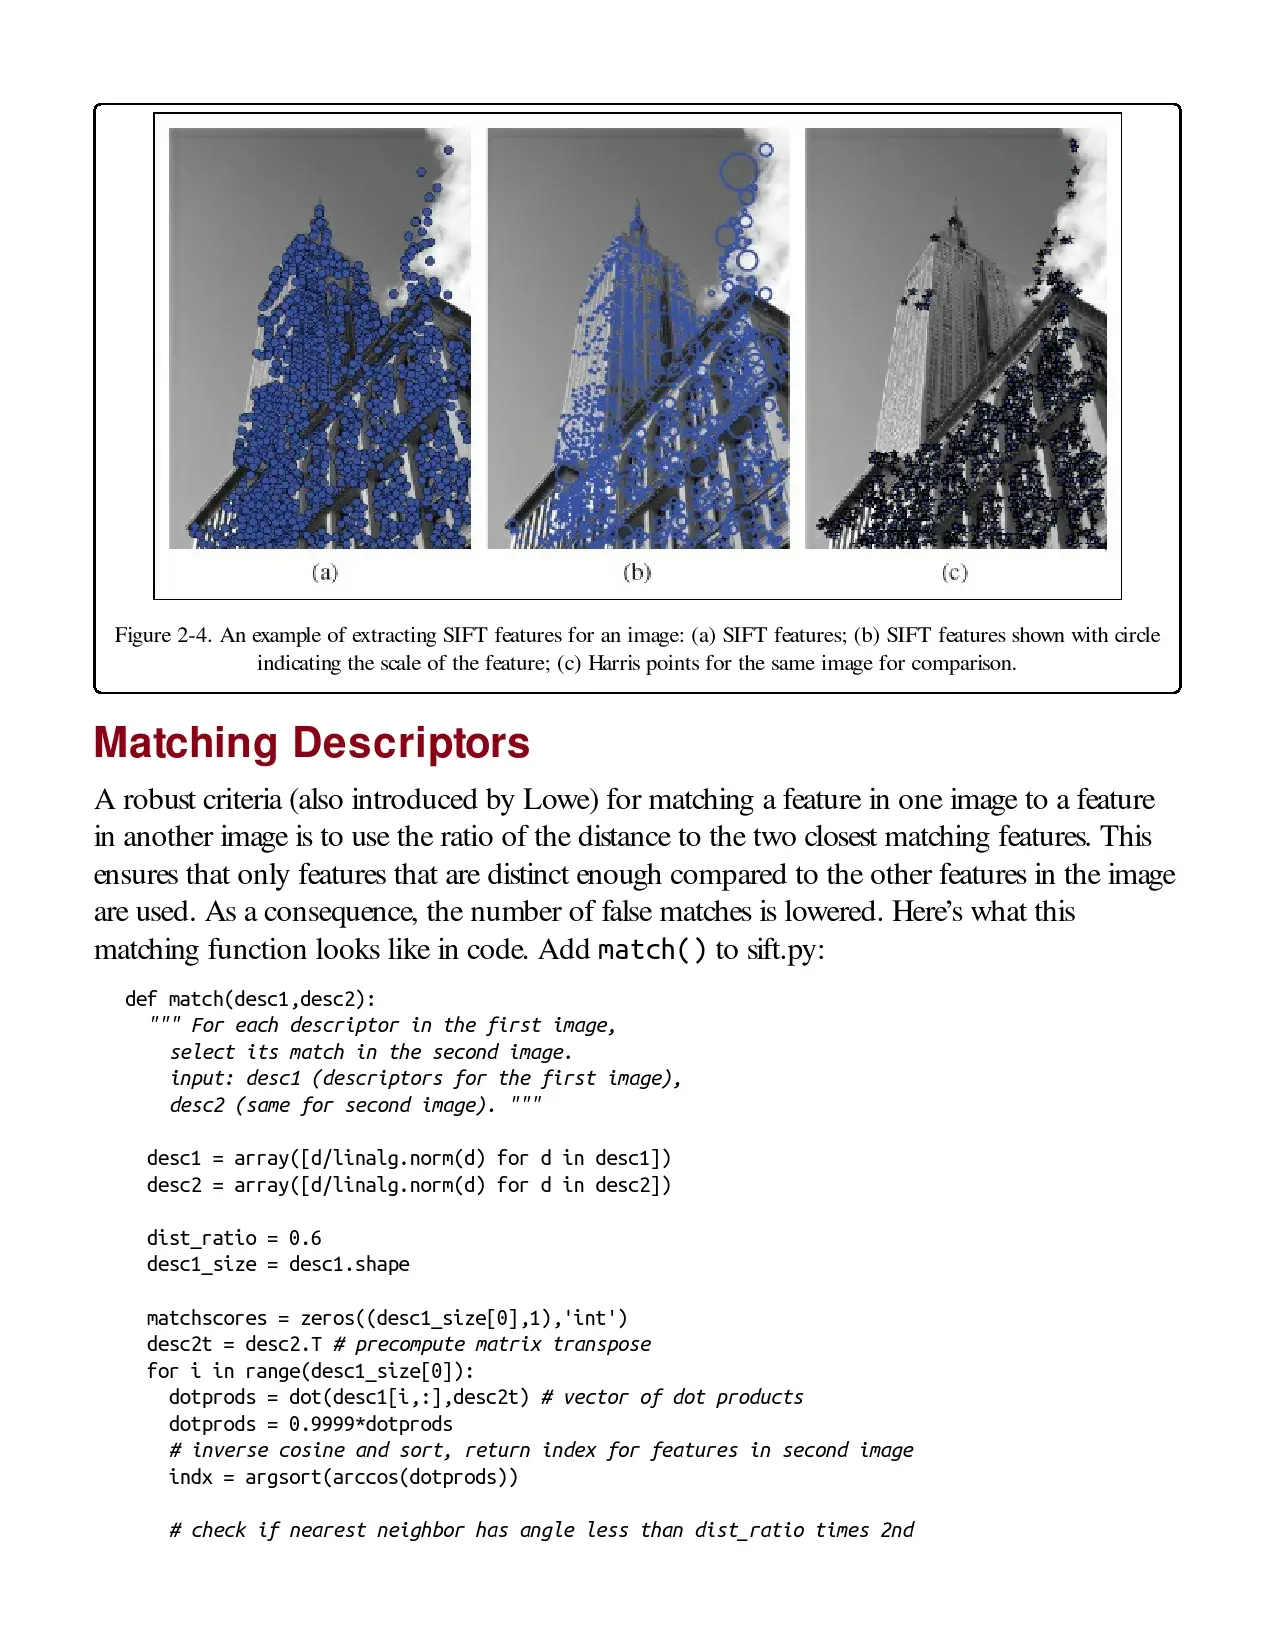 (a) (b) (c)
Figure 2-4. An example of extracting SIFT features for an image: (a) SIFT features; (b) SIFT features shown with circle
indicating the scale of the feature; (c) Harris points for the same image for comparison.
Matching Descriptors
A robust criteria (also introduced by Lowe) for matching a feature in one image to a feature
in another image is to use the ratio of the distance to the two closest matching features. This
ensures that only features that are distinct enough compared to the other features in the image
are used. As a consequence, the number of false matches is lowered. Here’s what this
matching function looks like in code. Add match() to sift.py:
def match(desc1,desc2):
""" For each descriptor in the first image,
select its match in the second image.
input: desc1 (descriptors for the first image),
desc2 (same for second image). """
desc1 = array([d/linalg.norm(d) for d in desc1])
desc2 = array([d/linalg.norm(d) for d in desc2])
dist_ratio = 0.6
desc1_size = desc1.shape
matchscores = zeros((desc1_size[0],1),'int')
desc2t = desc2.T # precompute matrix transpose
for i in range(desc1_size[0]):
dotprods = dot(desc1[i,:],desc2t) # vector of dot products
dotprods = 0.9999*dotprods
# inverse cosine and sort, return index for features in second image
indx = argsort(arccos(dotprods))
# check if nearest neighbor has angle less than dist_ratio times 2nd